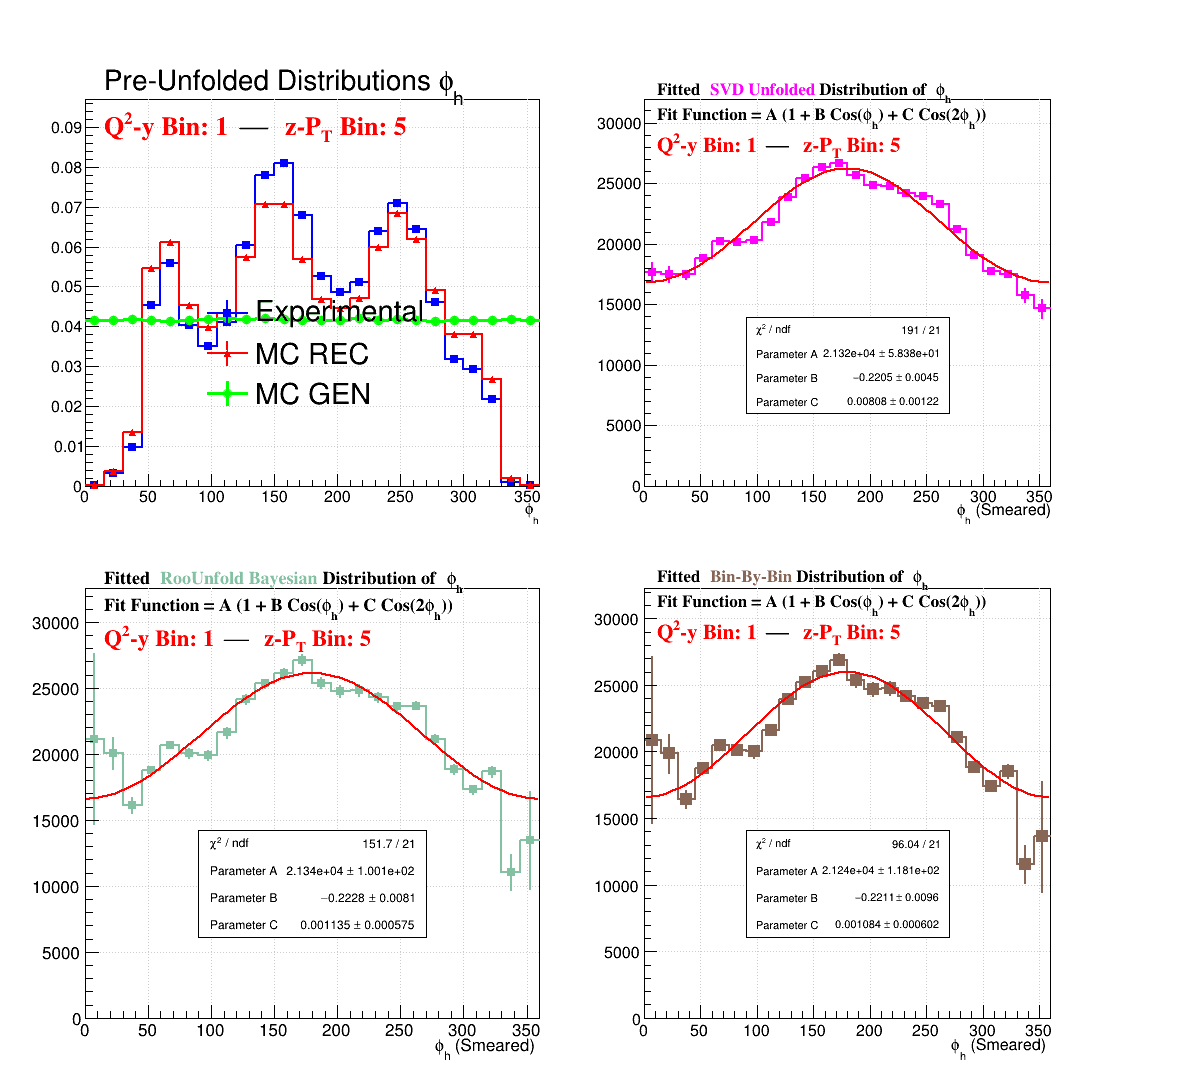 Pre-Unfolded Distributions ϕh
Q²-y Bin: 1 — z-PT Bin: 5
0.09
0.08
0.07
0.06
0.05
0.04
0.03
0.02
0.01
0
Experimental
MC REC
MC GEN
0 50 100 150 200 250 300 350
ϕh
Fitted SVD Unfolded Distribution of ϕh
Fit Function = A (1 + B Cos(ϕh) + C Cos(2ϕh))
Q²-y Bin: 1 — z-PT Bin: 5
30000
25000
20000
15000
10000
5000
0
χ² / ndf 191 / 21
Parameter A 2.132e+04 ± 5.838e+01
Parameter B −0.2205 ± 0.0045
Parameter C 0.00808 ± 0.00122
0 50 100 150 200 250 300 350
ϕh (Smeared)
Fitted RooUnfold Bayesian Distribution of ϕh
Fit Function = A (1 + B Cos(ϕh) + C Cos(2ϕh))
Q²-y Bin: 1 — z-PT Bin: 5
30000
25000
20000
15000
10000
5000
0
χ² / ndf 151.7 / 21
Parameter A 2.134e+04 ± 1.001e+02
Parameter B −0.2228 ± 0.0081
Parameter C 0.001135 ± 0.000575
0 50 100 150 200 250 300 350
ϕh (Smeared)
Fitted Bin-By-Bin Distribution of ϕh
Fit Function = A (1 + B Cos(ϕh) + C Cos(2ϕh))
Q²-y Bin: 1 — z-PT Bin: 5
30000
25000
20000
15000
10000
5000
0
χ² / ndf 96.04 / 21
Parameter A 2.124e+04 ± 1.181e+02
Parameter B −0.2211 ± 0.0096
Parameter C 0.001084 ± 0.000602
0 50 100 150 200 250 300 350
ϕh (Smeared)